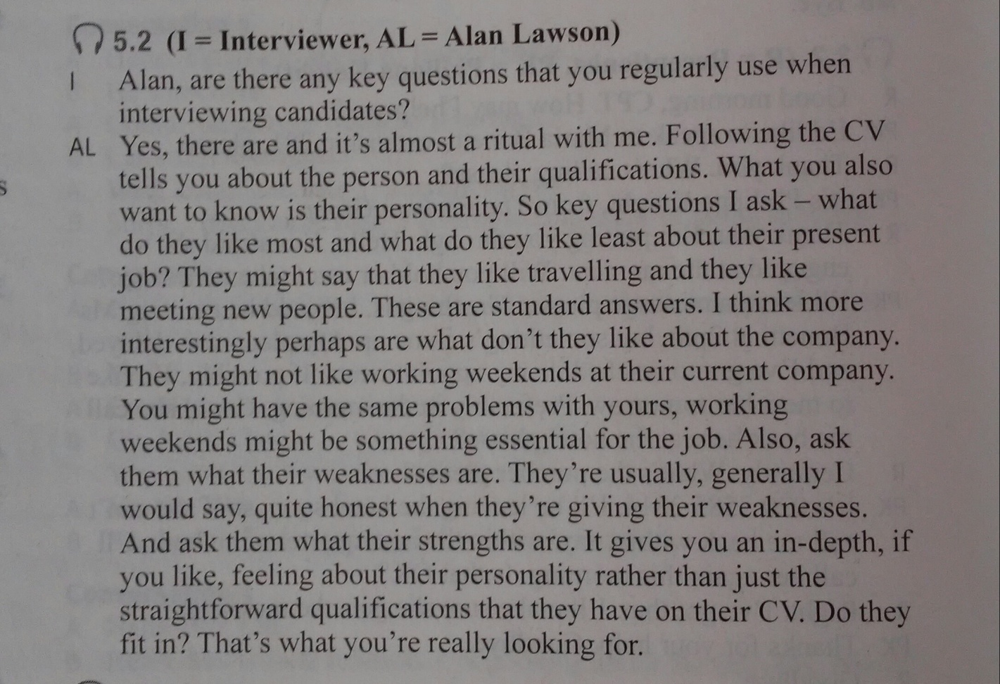 5.2 (I = Interviewer, AL = Alan Lawson)
I Alan, are there any key questions that you regularly use when
interviewing candidates?
AL Yes, there are and it's almost a ritual with me. Following the CV
tells you about the person and their qualifications. What you also
want to know is their personality. So key questions I ask – what
do they like most and what do they like least about their present
job? They might say that they like travelling and they like
meeting new people. These are standard answers. I think more
interestingly perhaps are what don't they like about the company.
They might not like working weekends at their current company.
You might have the same problems with yours, working
weekends might be something essential for the job. Also, ask
them what their weaknesses are. They're usually, generally I
would say, quite honest when they're giving their weaknesses.
And ask them what their strengths are. It gives you an in-depth, if
you like, feeling about their personality rather than just the
straightforward qualifications that they have on their CV. Do they
fit in? That's what you're really looking for.